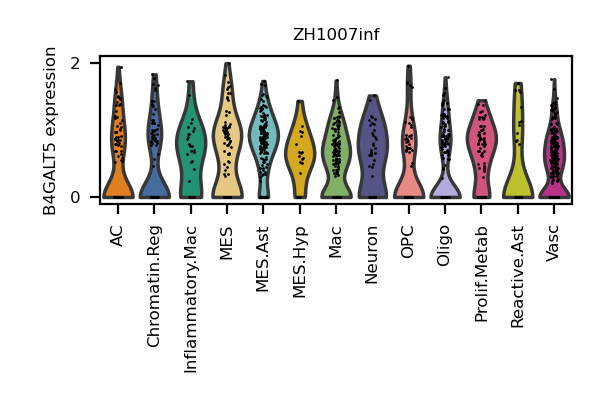 ZH1007inf
B4GALT5 expression
2
0
AC
Chromatin.Reg
Inflammatory.Mac
MES
MES.Ast
MES.Hyp
Mac
Neuron
OPC
Oligo
Prolif.Metab
Reactive.Ast
Vasc